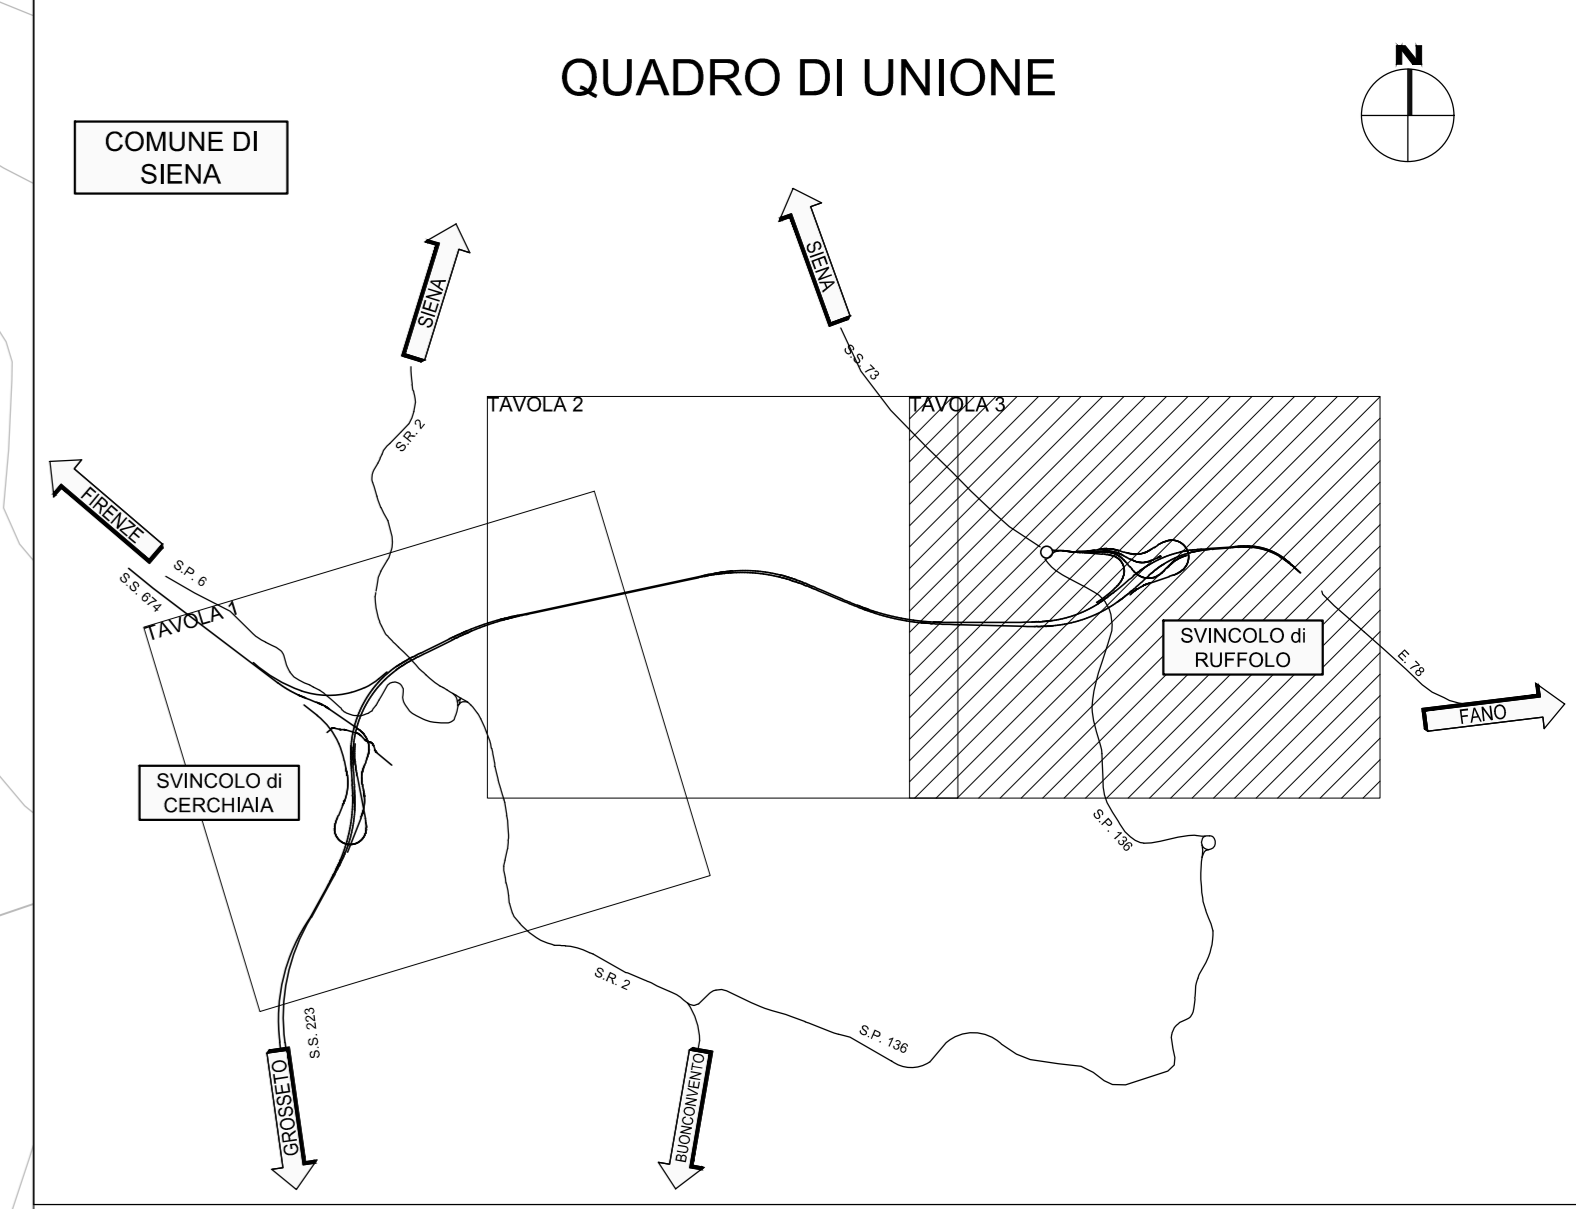 QUADRO DI UNIONE
N
COMUNE DI
SIENA
SIENA
SIENA
S.S. 73
S.R. 2
TAVOLA 2
TAVOLA 3
FIRENZE
S.P. 6
S.S. 674
TAVOLA 1
SVINCOLO di
RUFFOLO
E. 78
FANO
SVINCOLO di
CERCHIAIA
S.P. 136
S.R. 2
S.S. 223
S.P. 136
GROSSETO
BUONCONVENTO